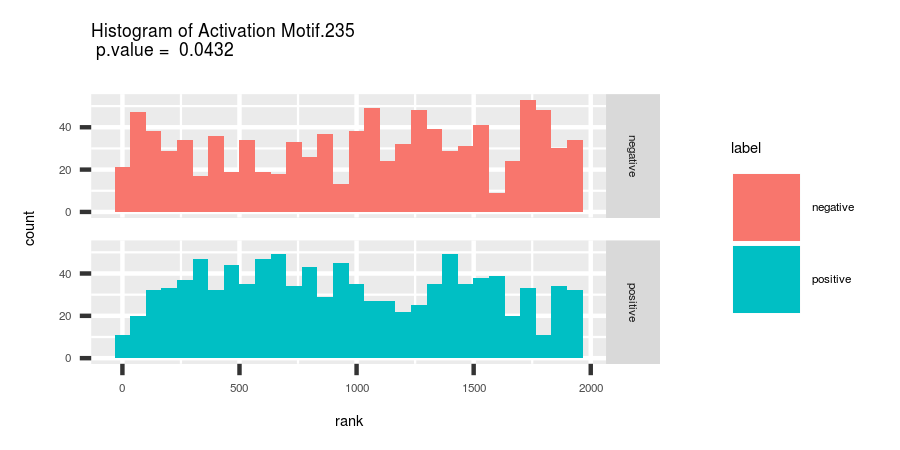 Histogram of Activation Motif.235
p.value = 0.0432
count
40
20
0
negative
40
20
0
positive
0 500 1000 1500 2000
rank
label
negative
positive